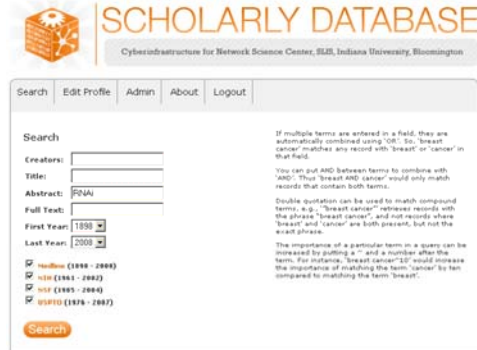 SCHOLARLY DATABASE
Cyberinfrastructure for Network Science Center, SLIS, Indiana University, Bloomington
Search Edit Profile Admin About Logout
Search
Creators:
Title:
Abstract: RNAi
Full Text:
First Year: 1898
Last Year: 2008
Medline (1898 - 2008)
NIH (1961 - 2002)
NSF (1985 - 2004)
USPTO (1976 - 2007)
Search
If multiple terms are entered in a field, they are
automatically combined using 'OR'. So, 'breast
cancer' matches any record with 'breast' or 'cancer' in
that field.
You can put AND between terms to combine with
'AND'. Thus 'breast AND cancer' would only match
records that contain both terms.
Double quotation can be used to match compound
terms, e.g., '"breast cancer"' retrieves records with
the phrase "breast cancer", and not records where
'breast' and 'cancer' are both present, but not the
exact phrase.
The importance of a particular term in a query can be
increased by putting a ^ and a number after the
term. For instance, 'breast cancer^10' would increase
the importance of matching the term 'cancer' by ten
compared to matching the term 'breast'.